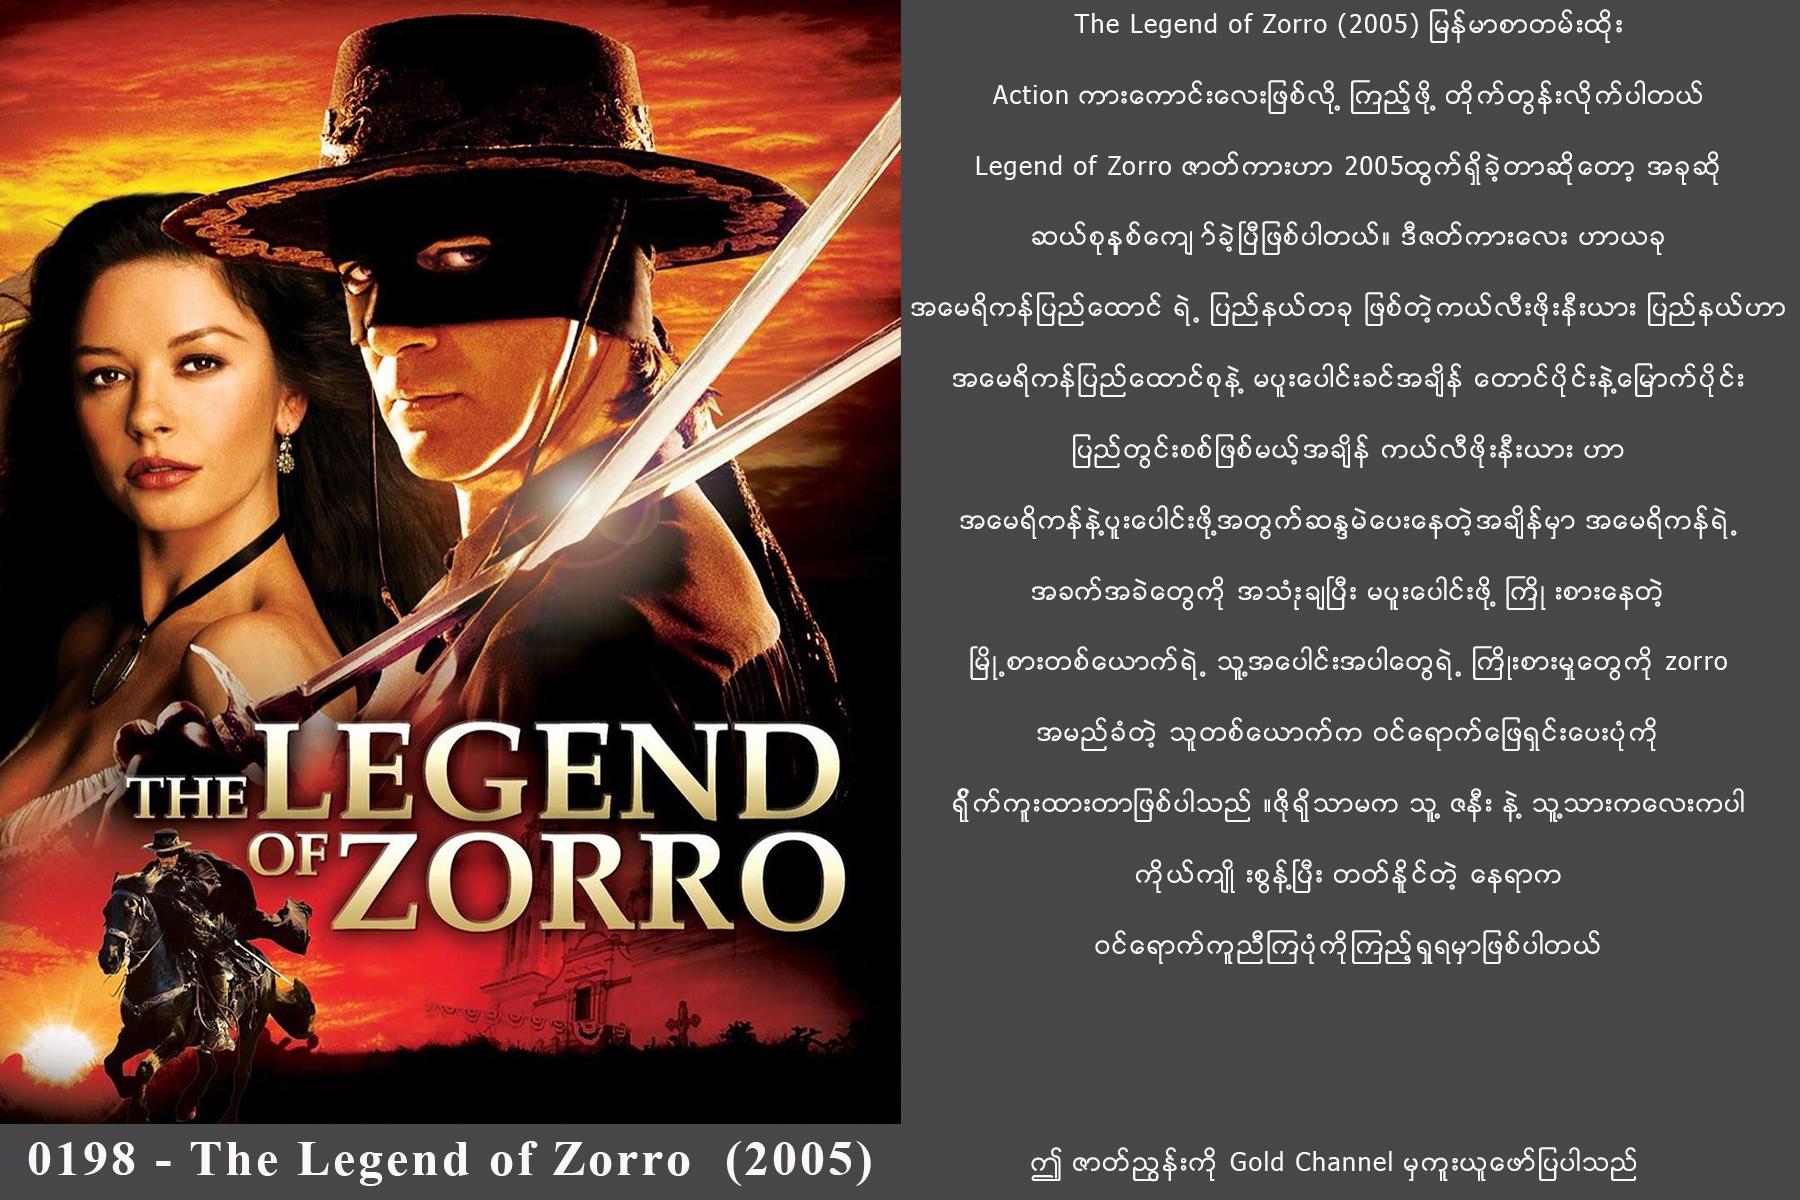 THE LEGEND
OF ZORRO
0198 - The Legend of Zorro (2005)
The Legend of Zorro (2005) မြန်မာစာတမ်းထိုး
Action ကားကောင်းလေးဖြစ်လို့ ကြည့်ဖို့ တိုက်တွန်းလိုက်ပါတယ်
Legend of Zorro ဇာတ်ကားဟာ 2005ထွက်ရှိခဲ့တာဆိုတော့ အခုဆို
ဆယ်စုနှစ်ကျေ ာ်ခဲ့ပြီဖြစ်ပါတယ်။ ဒီဇတ်ကားလေး ဟာယခု
အမေရိကန်ပြည်ထောင် ရဲ့ ပြည်နယ်တခု ဖြစ်တဲ့ကယ်လီးဖိုးနီးယား ပြည်နယ်ဟာ
အမေရိကန်ပြည်ထောင်စုနဲ့ မပူးပေါင်းခင်အချိန် တောင်ပိုင်းနဲ့မြောက်ပိုင်း
ပြည်တွင်းစစ်ဖြစ်မယ့်အချိန် ကယ်လီဖိုးနီးယား ဟာ
အမေရိကန်နဲ့ပူးပေါင်းဖို့အတွက်ဆန္ဒမဲပေးနေတဲ့အချိန်မှာ အမေရိကန်ရဲ့
အခက်အခဲတွေကို အသုံးချပြီး မပူးပေါင်းဖို့ ကြို းစားနေတဲ့
မြို့စားတစ်ယောက်ရဲ့ သူ့အပေါင်းအပါတွေရဲ့ ကြိုးစားမှုတွေကို zorro
အမည်ခံတဲ့ သူတစ်ယောက်က ဝင်ရောက်ဖြေရှင်းပေးပုံကို
ရိုက်ကူးထားတာဖြစ်ပါသည် ။ဇိုရိုသာမက သူ့ ဇနီး နဲ့ သူ့သားကလေးကပါ
ကိုယ်ကျို းစွန့်ပြီး တတ်နိူင်တဲ့ နေရာက
ဝင်ရောက်ကူညီကြပုံကိုကြည့်ရှုရမှာဖြစ်ပါတယ်
ဤ ဇာတ်ညွှန်းကို Gold Channel မှကူးယူဖော်ပြပါသည်